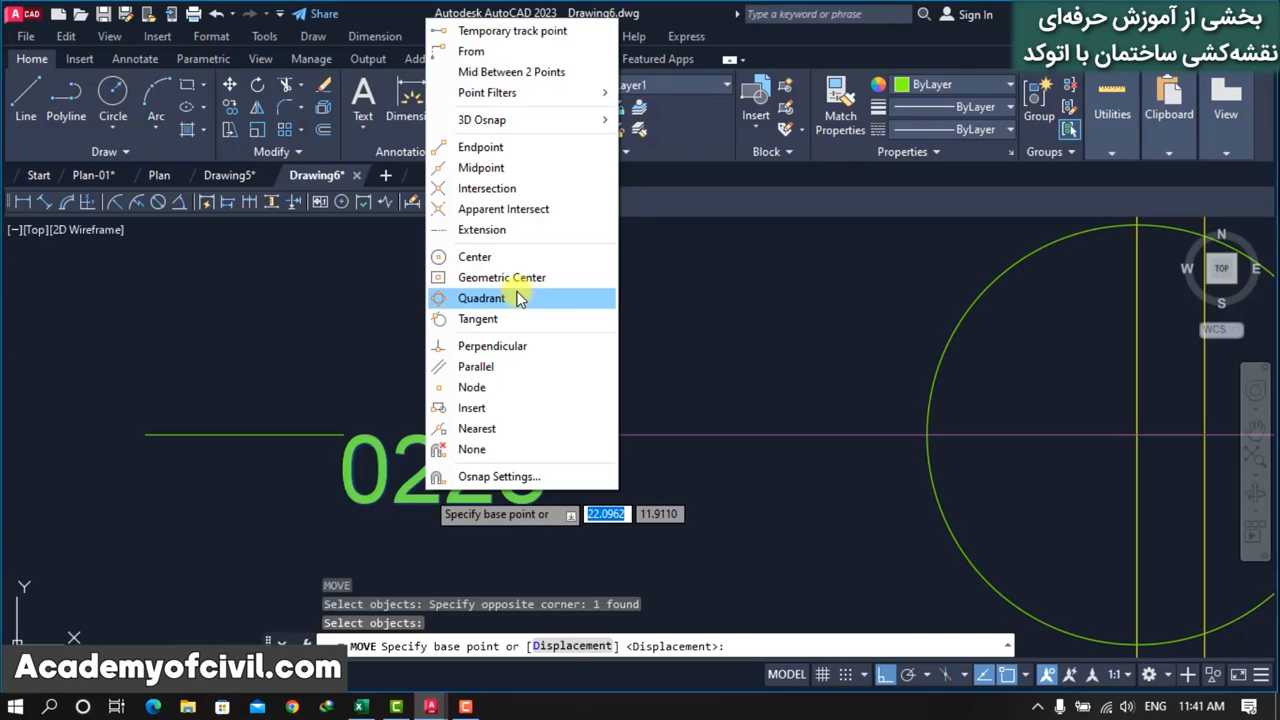 Share
Autodesk AutoCAD 2023 Drawing6.dwg
Type a keyword or phrase
Sign In
بخشی از آموزش حرفه‌ای
نقشه‌کشی ساختمان با اتوکد
File Edit View Format Help Express
Home Insert Annotate Parametric View Manage Output Featured Apps
Line Polyline Circle Arc
Draw
Modify
Text Dimension
Layer1
Insert
Block
Match
Properties
ByLayer
ByLayer
ByLayer
Properties
Group
Groups
Utilities
Clipboard
View
Start Plan-01* Plan Drawing5* Drawing6*
[−][Top][2D Wireframe]
Temporary track point
From
Mid Between 2 Points
Point Filters
3D Osnap
Endpoint
Midpoint
Intersection
Apparent Intersect
Extension
Center
Geometric Center
Quadrant
Tangent
Perpendicular
Parallel
Node
Insert
Nearest
None
Osnap Settings...
N
W TOP E
S
WCS
Specify base point or 22.0962 11.9110
Y
X
MOVE
Select objects: Specify opposite corner: 1 found
Select objects:
MOVE Specify base point or [Displacement] <Displacement>:
Academyofcivil.com
MODEL
1:1
ENG 11:41 AM